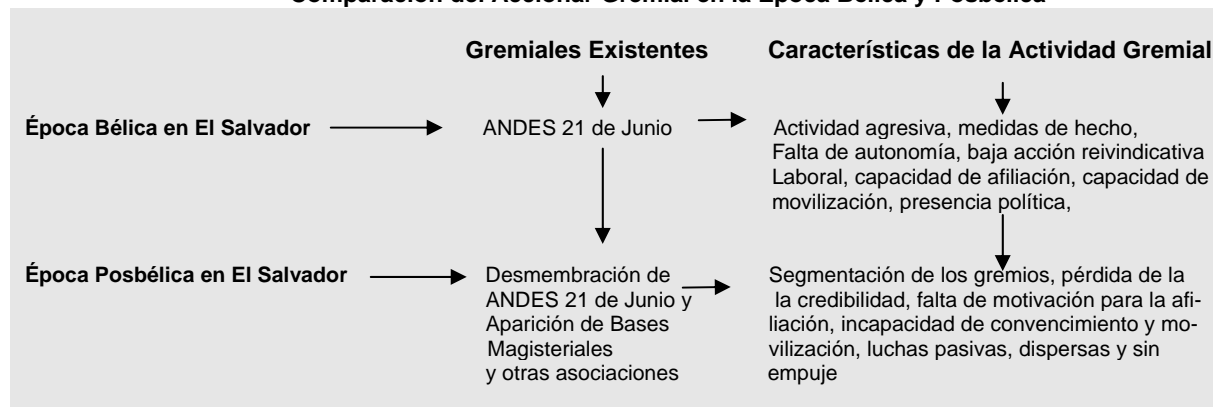 Comparación del Accionar Gremial en la Época Bélica y Posbélica
Gremiales Existentes
Características de la Actividad Gremial
Época Bélica en El Salvador
ANDES 21 de Junio
Actividad agresiva, medidas de hecho,
Falta de autonomía, baja acción reivindicativa
Laboral, capacidad de afiliación, capacidad de
movilización, presencia política,
Época Posbélica en El Salvador
Desmembración de
ANDES 21 de Junio y
Aparición de Bases
Magisteriales
y otras asociaciones
Segmentación de los gremios, pérdida de la
la credibilidad, falta de motivación para la afi-
liación, incapacidad de convencimiento y mo-
vilización, luchas pasivas, dispersas y sin
empuje